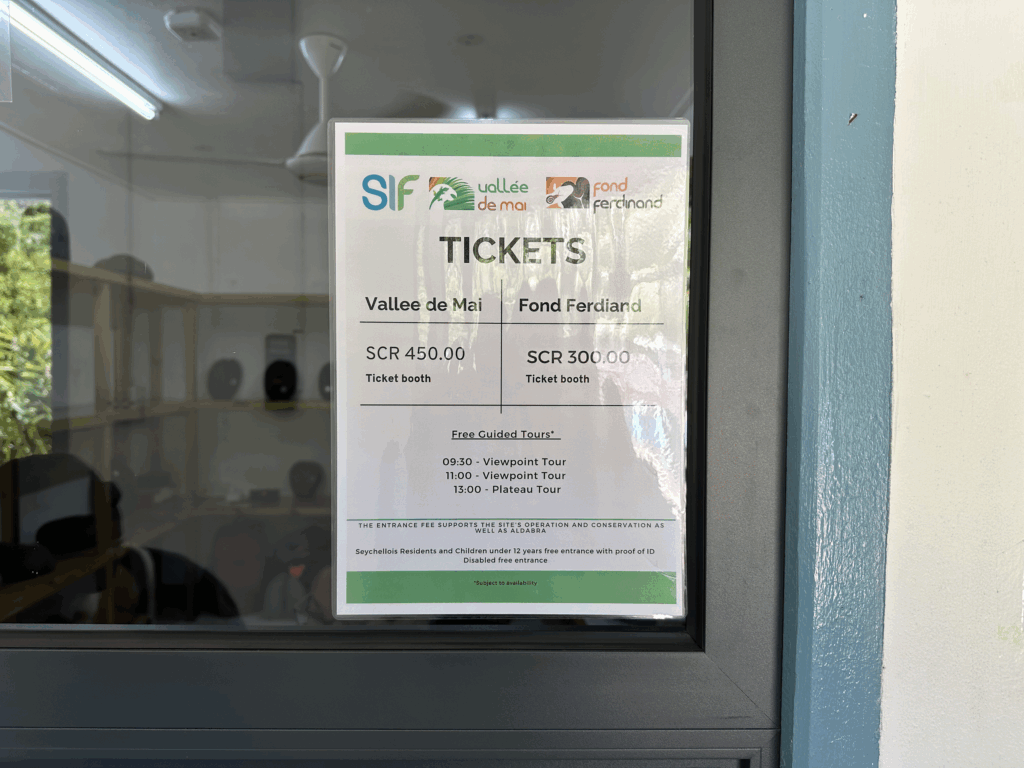 SIF
vallée
de mai
fond
ferdinand
TICKETS
Vallee de Mai
Fond Ferdiand
SCR 450.00
Ticket booth
SCR 300.00
Ticket booth
Free Guided Tours*
09:30 - Viewpoint Tour
11:00 - Viewpoint Tour
13:00 - Plateau Tour
THE ENTRANCE FEE SUPPORTS THE SITE'S OPERATION AND CONSERVATION AS
WELL AS ALDABRA
Seychellois Residents and Children under 12 years free entrance with proof of ID
Disabled free entrance
*Subject to availability